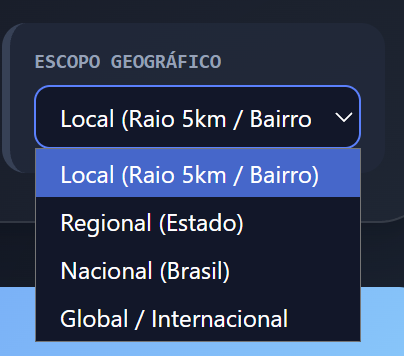 ESCOPO GEOGRÁFICO
Local (Raio 5km / Bairro
Local (Raio 5km / Bairro)
Regional (Estado)
Nacional (Brasil)
Global / Internacional